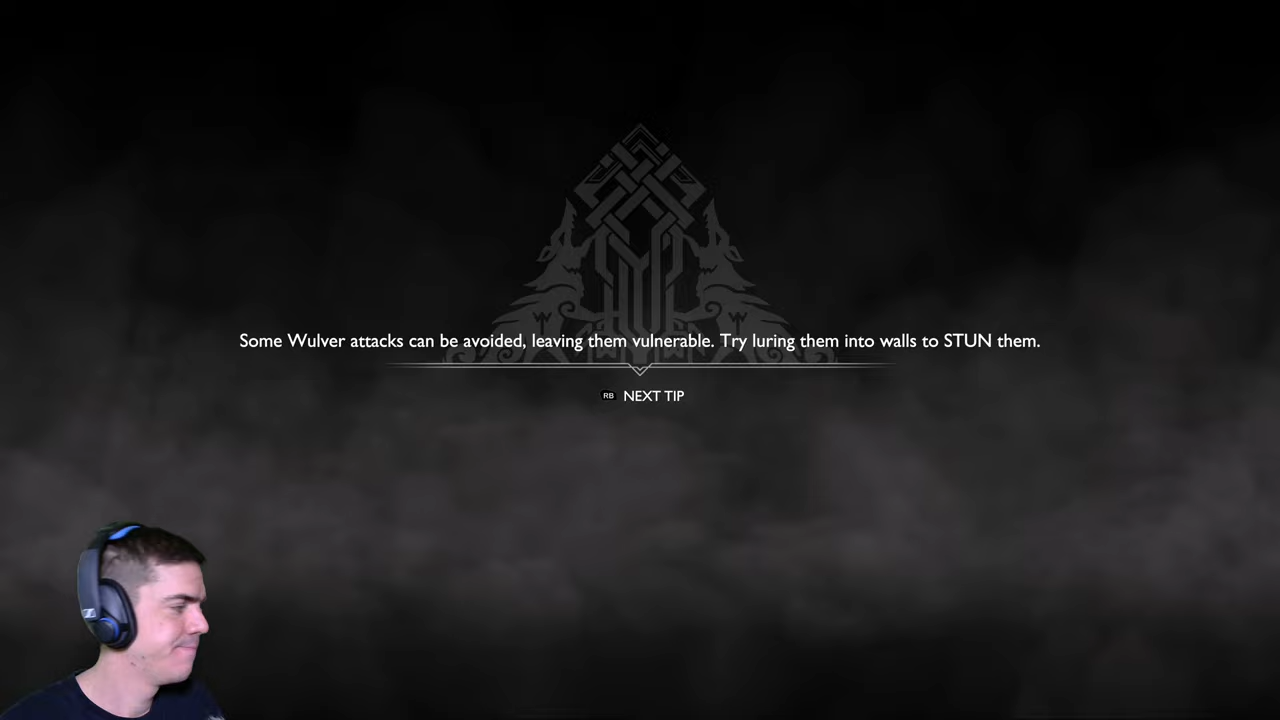 Some Wulver attacks can be avoided, leaving them vulnerable. Try luring them into walls to STUN them.
RB NEXT TIP